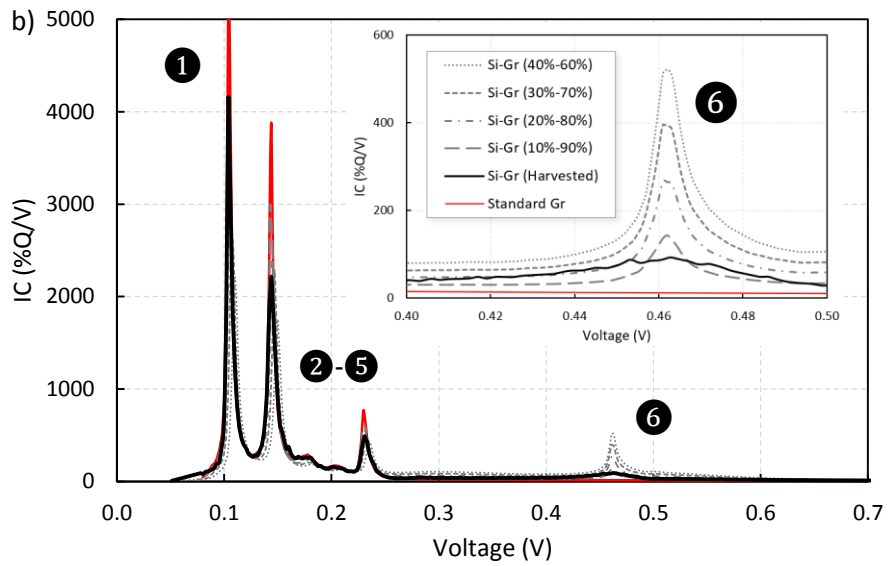 b)
5000
4000
3000
2000
1000
0
IC (%Q/V)
0.0
0.1
0.2
0.3
0.4
0.5
0.6
0.7
Voltage (V)
1
2 - 5
6
600
400
200
0
IC (%Q/V)
Si-Gr (40%-60%)
Si-Gr (30%-70%)
Si-Gr (20%-80%)
Si-Gr (10%-90%)
Si-Gr (Harvested)
Standard Gr
6
0.40
0.42
0.44
0.46
0.48
0.50
Voltage (V)